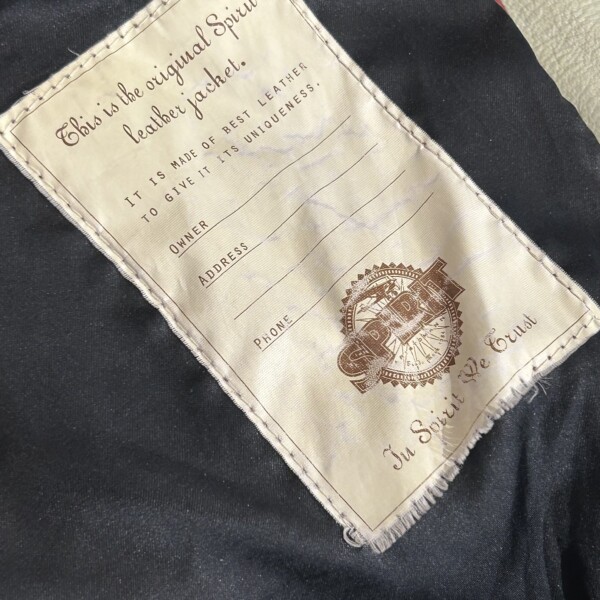 This is the original Spirit
leather jacket.
IT IS MADE OF BEST LEATHER
TO GIVE IT ITS UNIQUENESS.
OWNER
ADDRESS
PHONE
SPIRIT
In Spirit We Trust